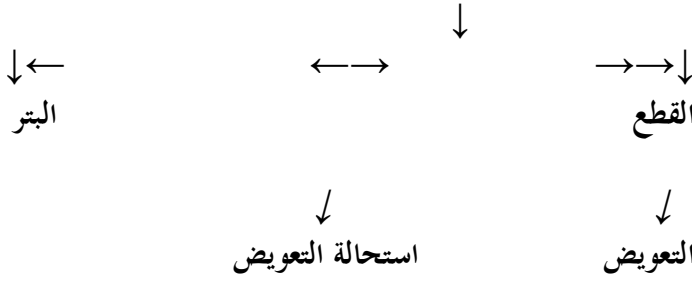 ↓
↓→→ ←→ ↓←
القطع البتر
↓ ↓
التعويض استحالة التعويض